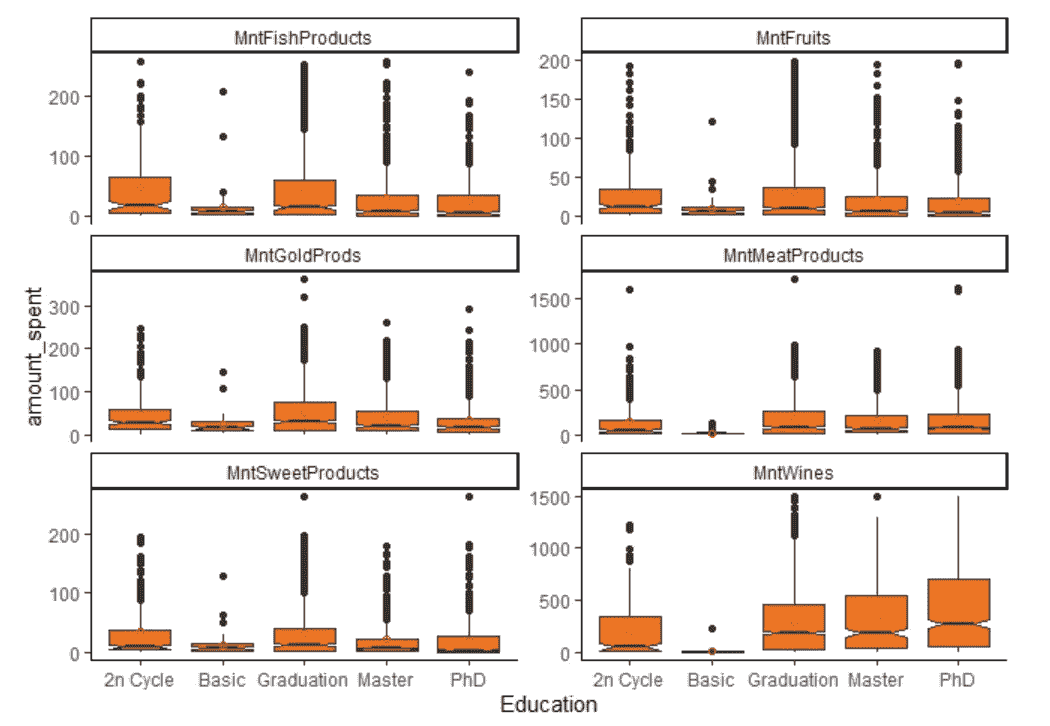 MntFishProducts
MntFruits
200
100
0
200
150
100
50
0
MntGoldProds
MntMeatProducts
amount_spent
300
200
100
0
1500
1000
500
0
MntSweetProducts
MntWines
200
100
0
1500
1000
500
0
2n Cycle Basic Graduation Master PhD
2n Cycle Basic Graduation Master PhD
Education